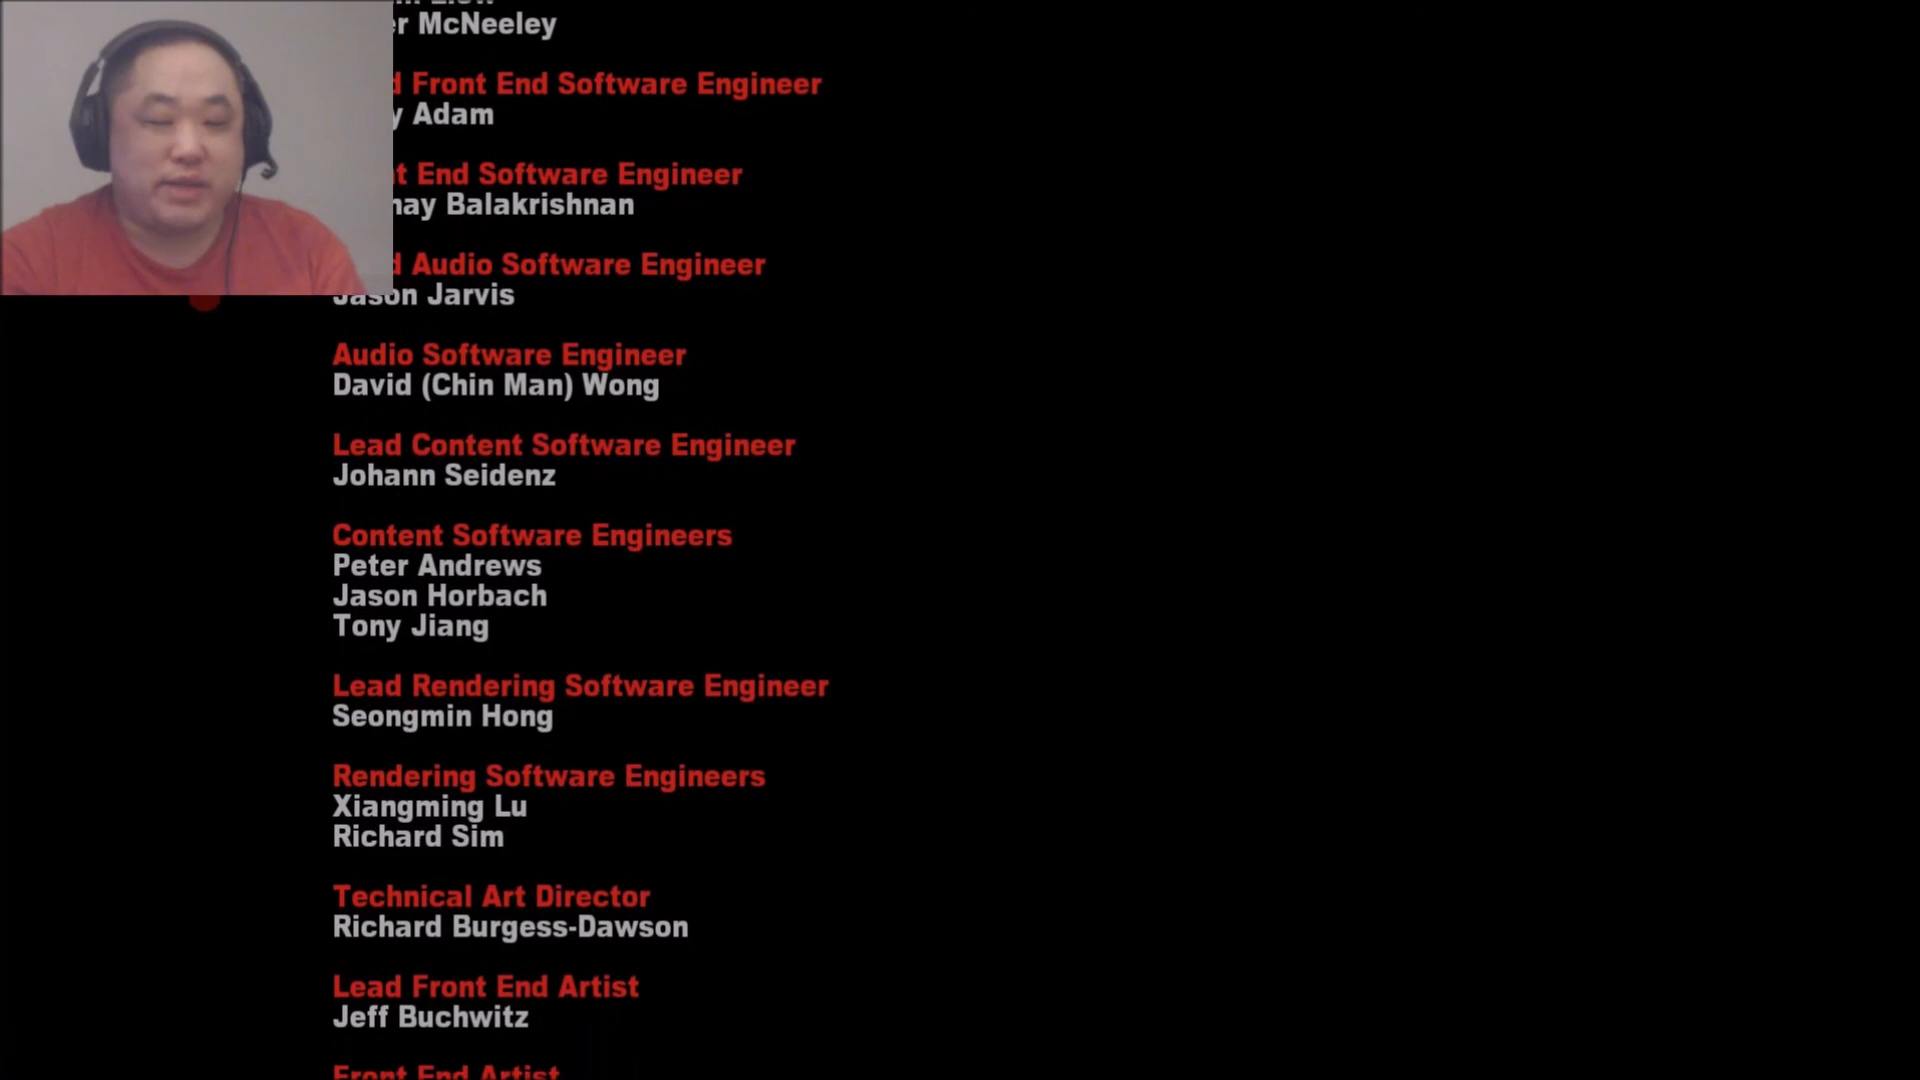 McNeeley
Front End Software Engineer
Adam
End Software Engineer
Balakrishnan
Audio Software Engineer
Jason Jarvis
Audio Software Engineer
David (Chin Man) Wong
Lead Content Software Engineer
Johann Seidenz
Content Software Engineers
Peter Andrews
Jason Horbach
Tony Jiang
Lead Rendering Software Engineer
Seongmin Hong
Rendering Software Engineers
Xiangming Lu
Richard Sim
Technical Art Director
Richard Burgess-Dawson
Lead Front End Artist
Jeff Buchwitz
Front End Artist